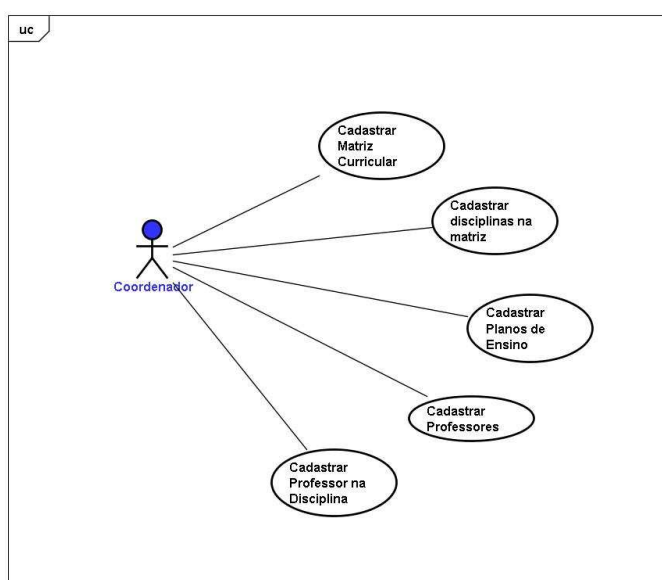 uc
Cadastrar
Matriz
Curricular
Cadastrar
disciplinas na
matriz
Coordenador
Cadastrar
Planos de
Ensino
Cadastrar
Professores
Cadastrar
Professor na
Disciplina